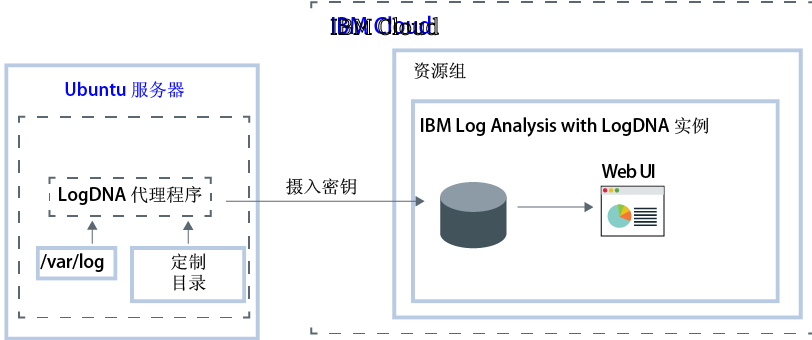 IBM Cloud
资源组
Ubuntu 服务器
IBM Log Analysis with LogDNA 实例
Web UI
LogDNA 代理程序
摄入密钥
/var/log
定制
目录